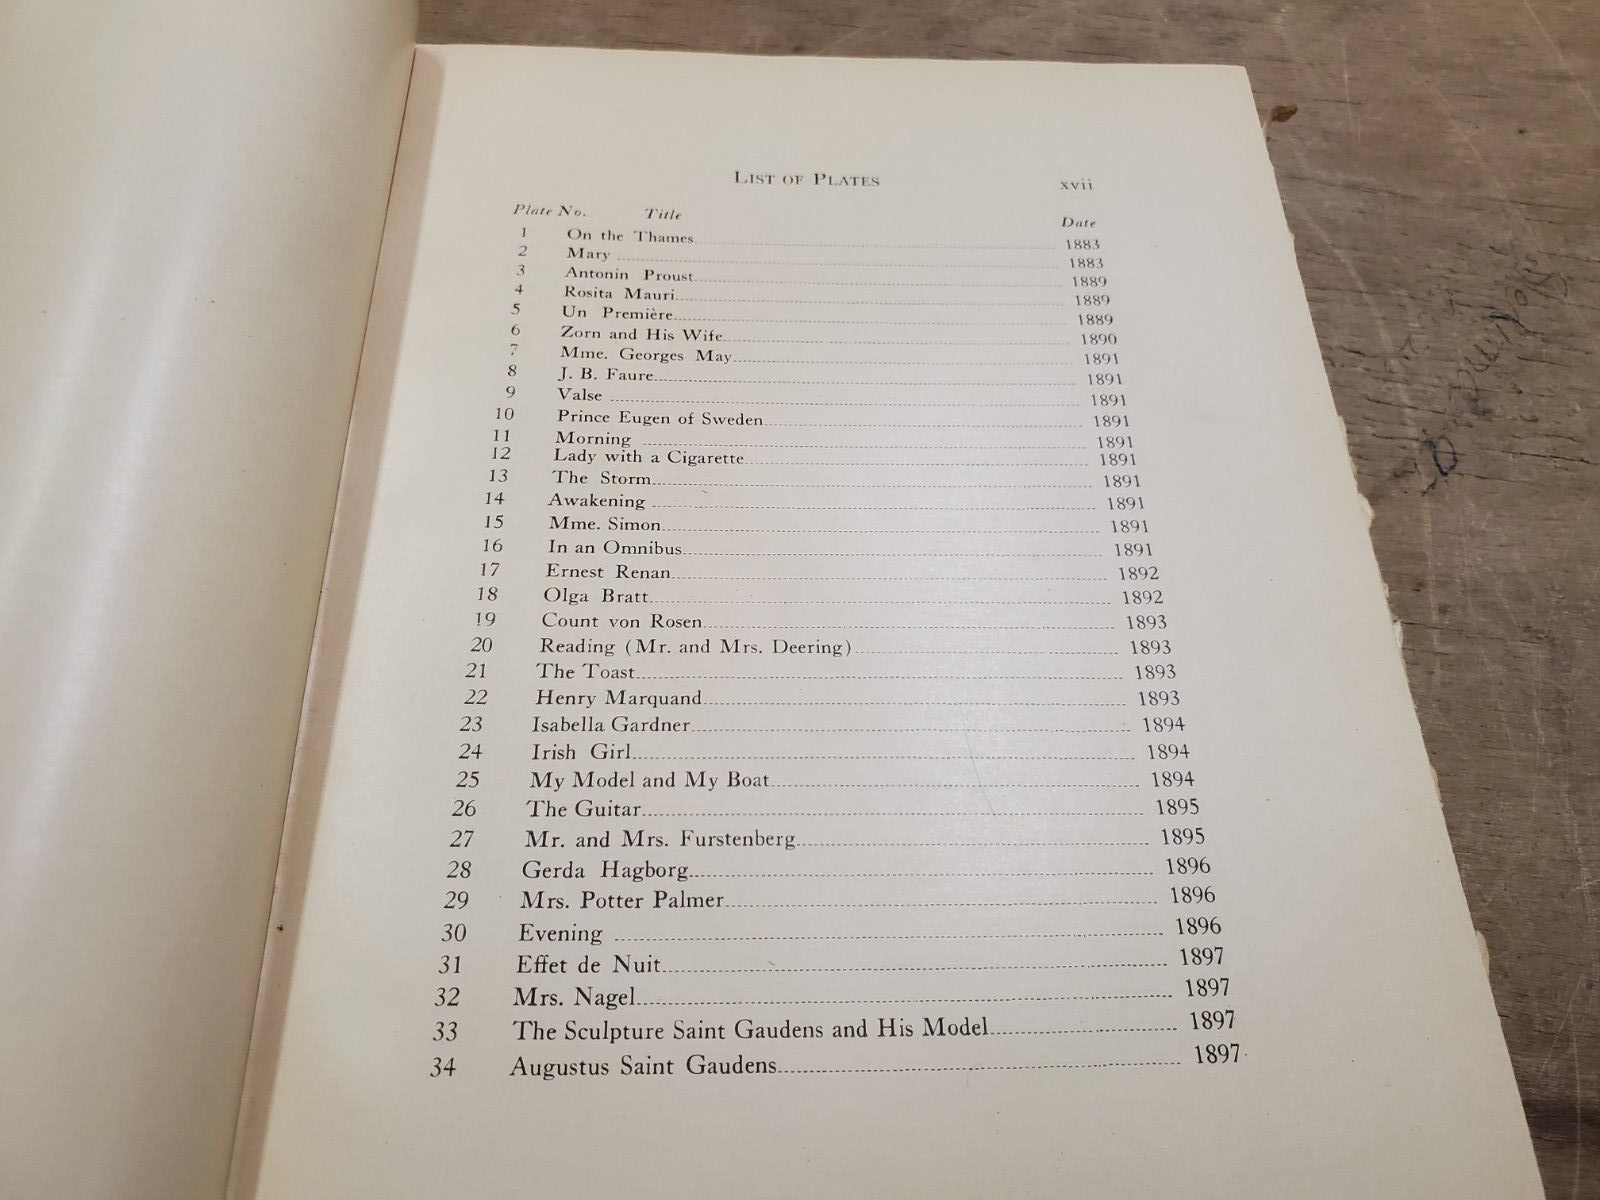 LIST OF PLATES xvii
Plate No. Title Date
1 On the Thames 1883
2 Mary 1883
3 Antonin Proust 1889
4 Rosita Mauri 1889
5 Un Première 1889
6 Zorn and His Wife 1890
7 Mme. Georges May 1891
8 J. B. Faure 1891
9 Valse 1891
10 Prince Eugen of Sweden 1891
11 Morning 1891
12 Lady with a Cigarette 1891
13 The Storm 1891
14 Awakening 1891
15 Mme. Simon 1891
16 In an Omnibus 1891
17 Ernest Renan 1892
18 Olga Bratt 1892
19 Count von Rosen 1893
20 Reading (Mr. and Mrs. Deering) 1893
21 The Toast 1893
22 Henry Marquand 1893
23 Isabella Gardner 1894
24 Irish Girl 1894
25 My Model and My Boat 1894
26 The Guitar 1895
27 Mr. and Mrs. Furstenberg 1895
28 Gerda Hagborg 1896
29 Mrs. Potter Palmer 1896
30 Evening 1896
31 Effet de Nuit 1897
32 Mrs. Nagel 1897
33 The Sculpture Saint Gaudens and His Model 1897
34 Augustus Saint Gaudens 1897